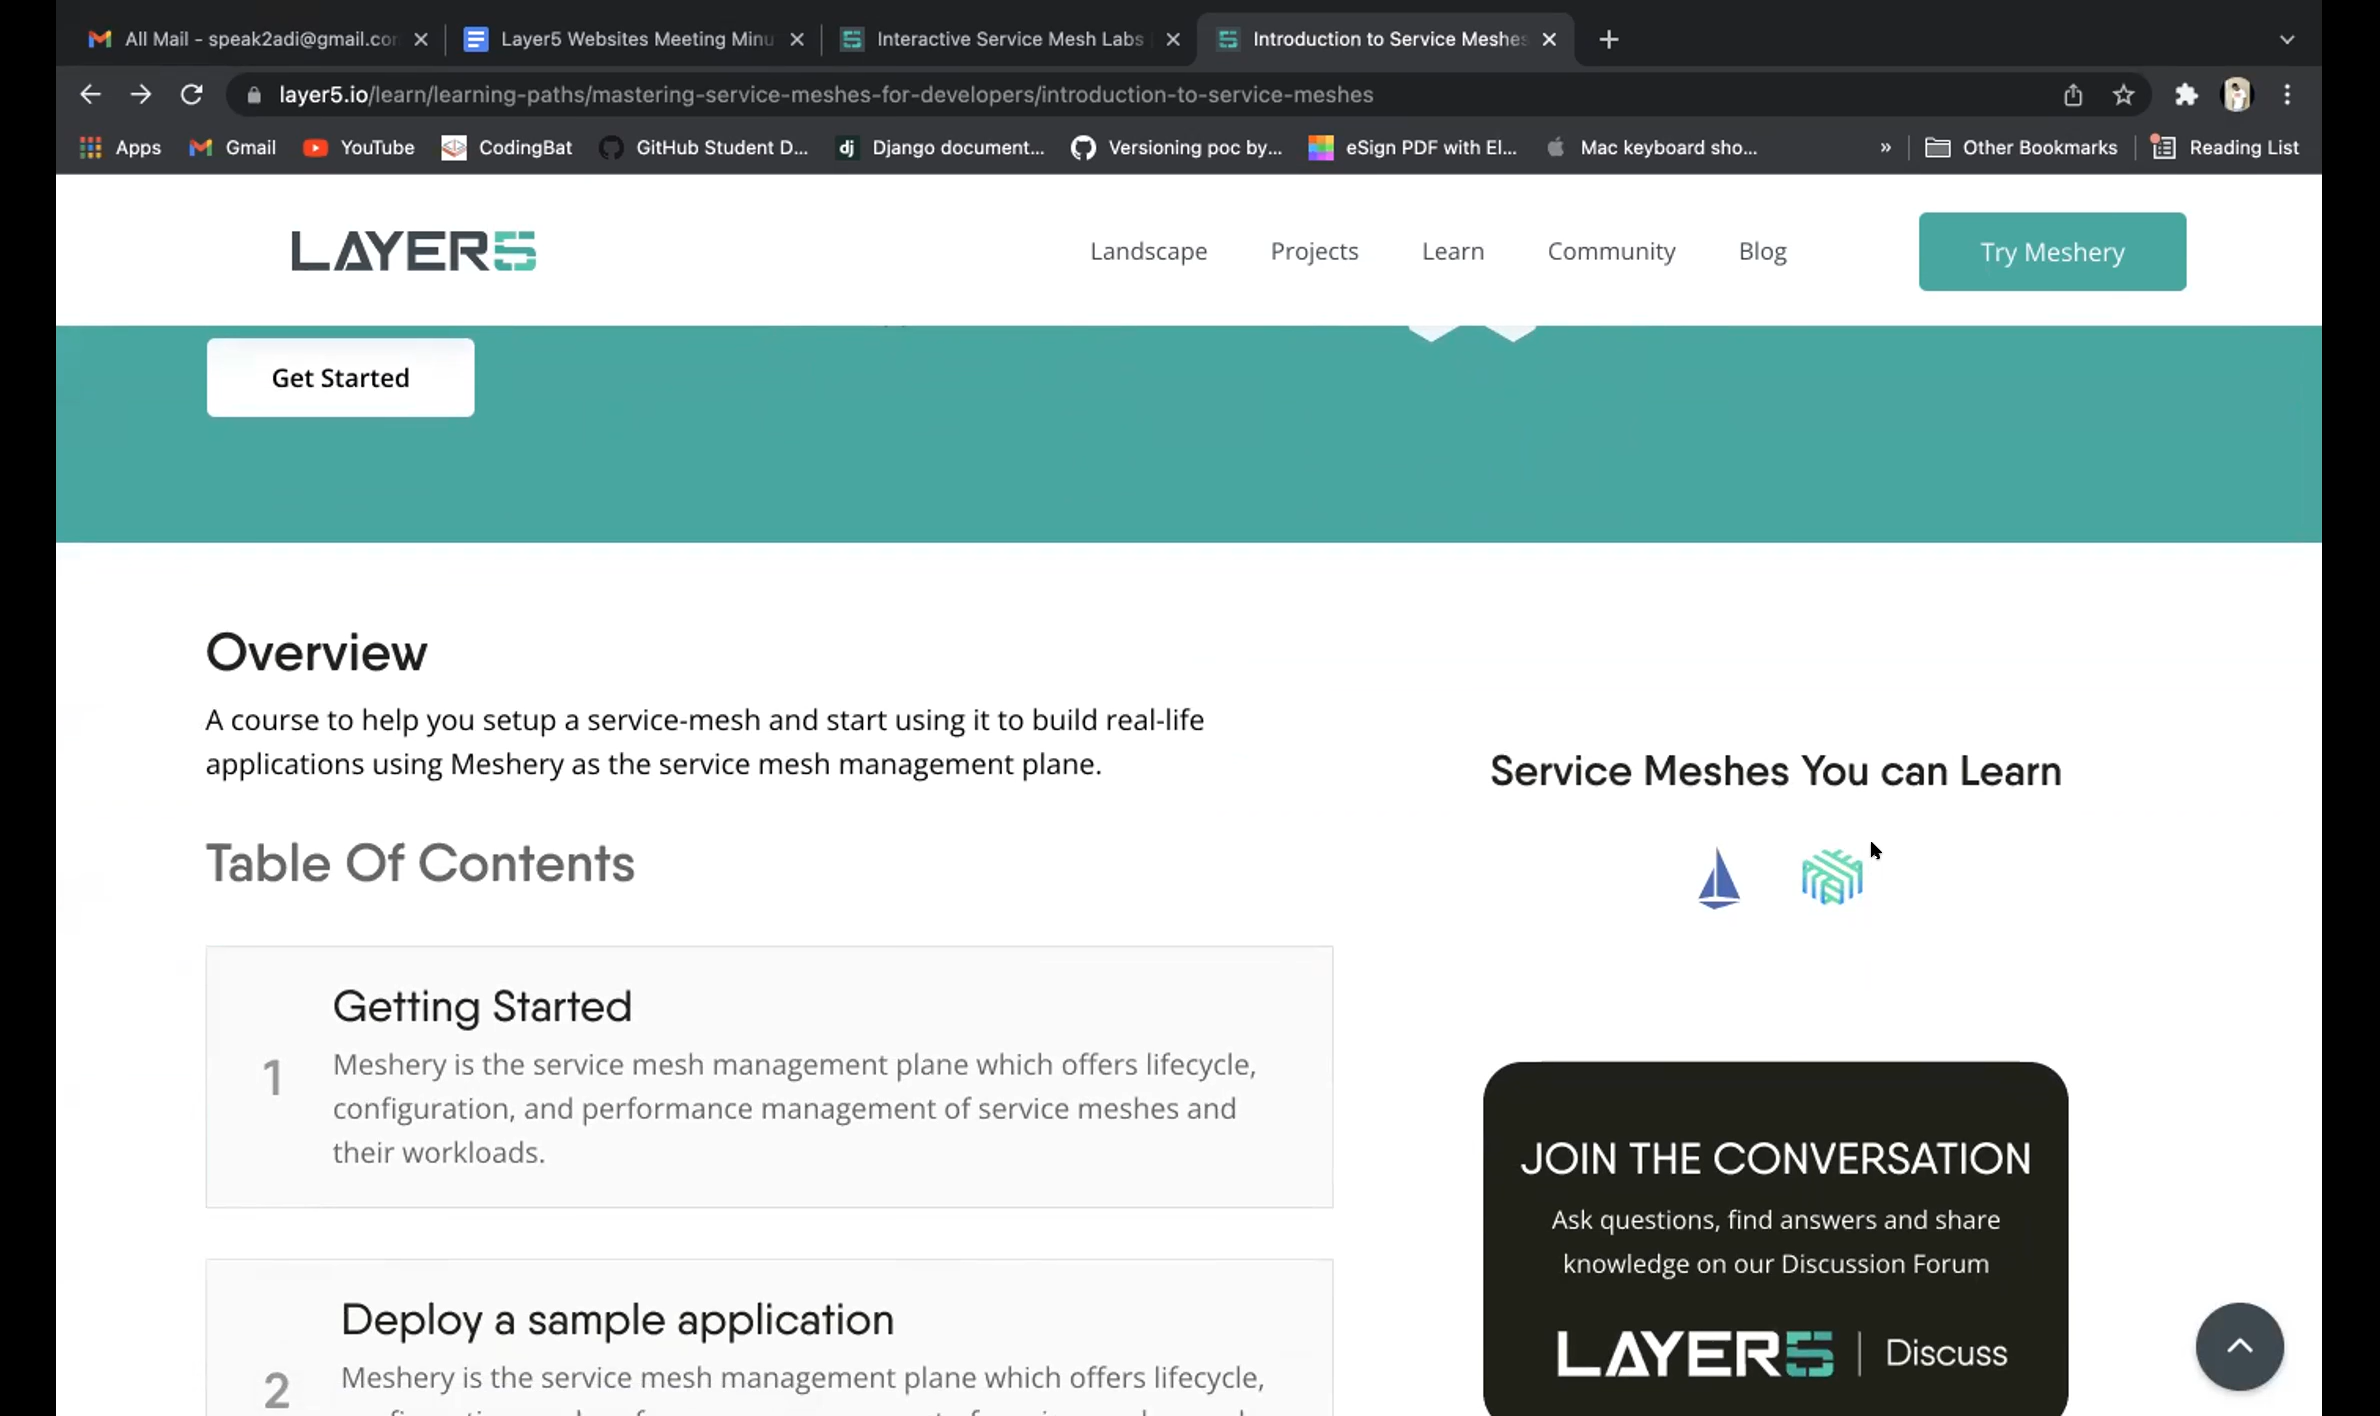 All Mail - speak2adi@gmail.co
Layer5 Websites Meeting Minu
Interactive Service Mesh Labs
Introduction to Service Meshes
layer5.io/learn/learning-paths/mastering-service-meshes-for-developers/introduction-to-service-meshes
Apps
Gmail
YouTube
CodingBat
GitHub Student D...
dj
Django document...
Versioning poc by...
eSign PDF with El...
Mac keyboard sho...
»
Other Bookmarks
Reading List
LAYER5
Landscape
Projects
Learn
Community
Blog
Try Meshery
Get Started
Overview
A course to help you setup a service-mesh and start using it to build real-life
applications using Meshery as the service mesh management plane.
Table Of Contents
1
Getting Started
Meshery is the service mesh management plane which offers lifecycle,
configuration, and performance management of service meshes and
their workloads.
2
Deploy a sample application
Meshery is the service mesh management plane which offers lifecycle,
Service Meshes You can Learn
JOIN THE CONVERSATION
Ask questions, find answers and share
knowledge on our Discussion Forum
LAYER5 | Discuss